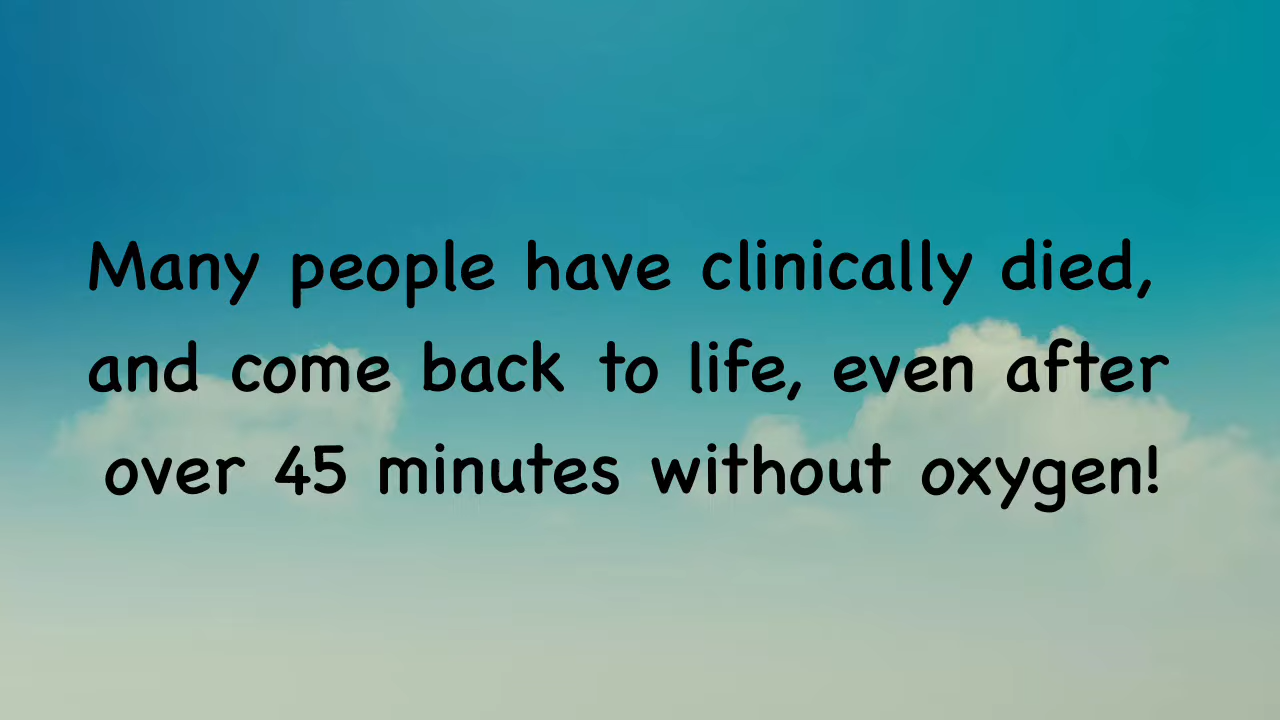 Many people have clinically died,
and come back to life, even after
over 45 minutes without oxygen!